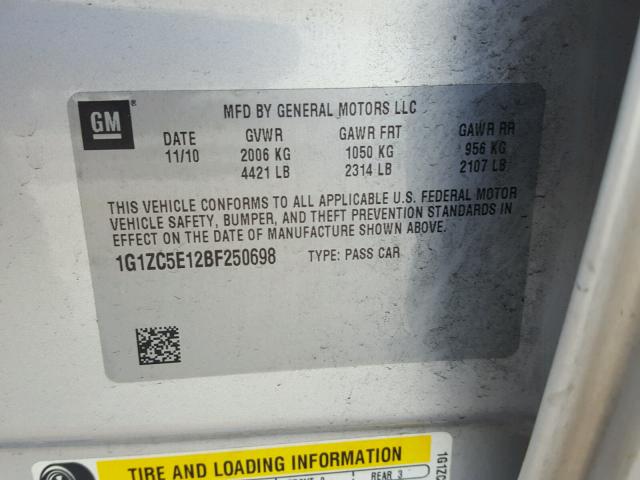 GM ®
MFD BY GENERAL MOTORS LLC
DATE GVWR GAWR FRT GAWR RR
11/10 2006 KG 1050 KG 956 KG
4421 LB 2314 LB 2107 LB
THIS VEHICLE CONFORMS TO ALL APPLICABLE U.S. FEDERAL MOTOR
VEHICLE SAFETY, BUMPER, AND THEFT PREVENTION STANDARDS IN
EFFECT ON THE DATE OF MANUFACTURE SHOWN ABOVE.
1G1ZC5E12BF250698 TYPE: PASS CAR
TIRE AND LOADING INFORMATION
REAR 3
1G1ZC